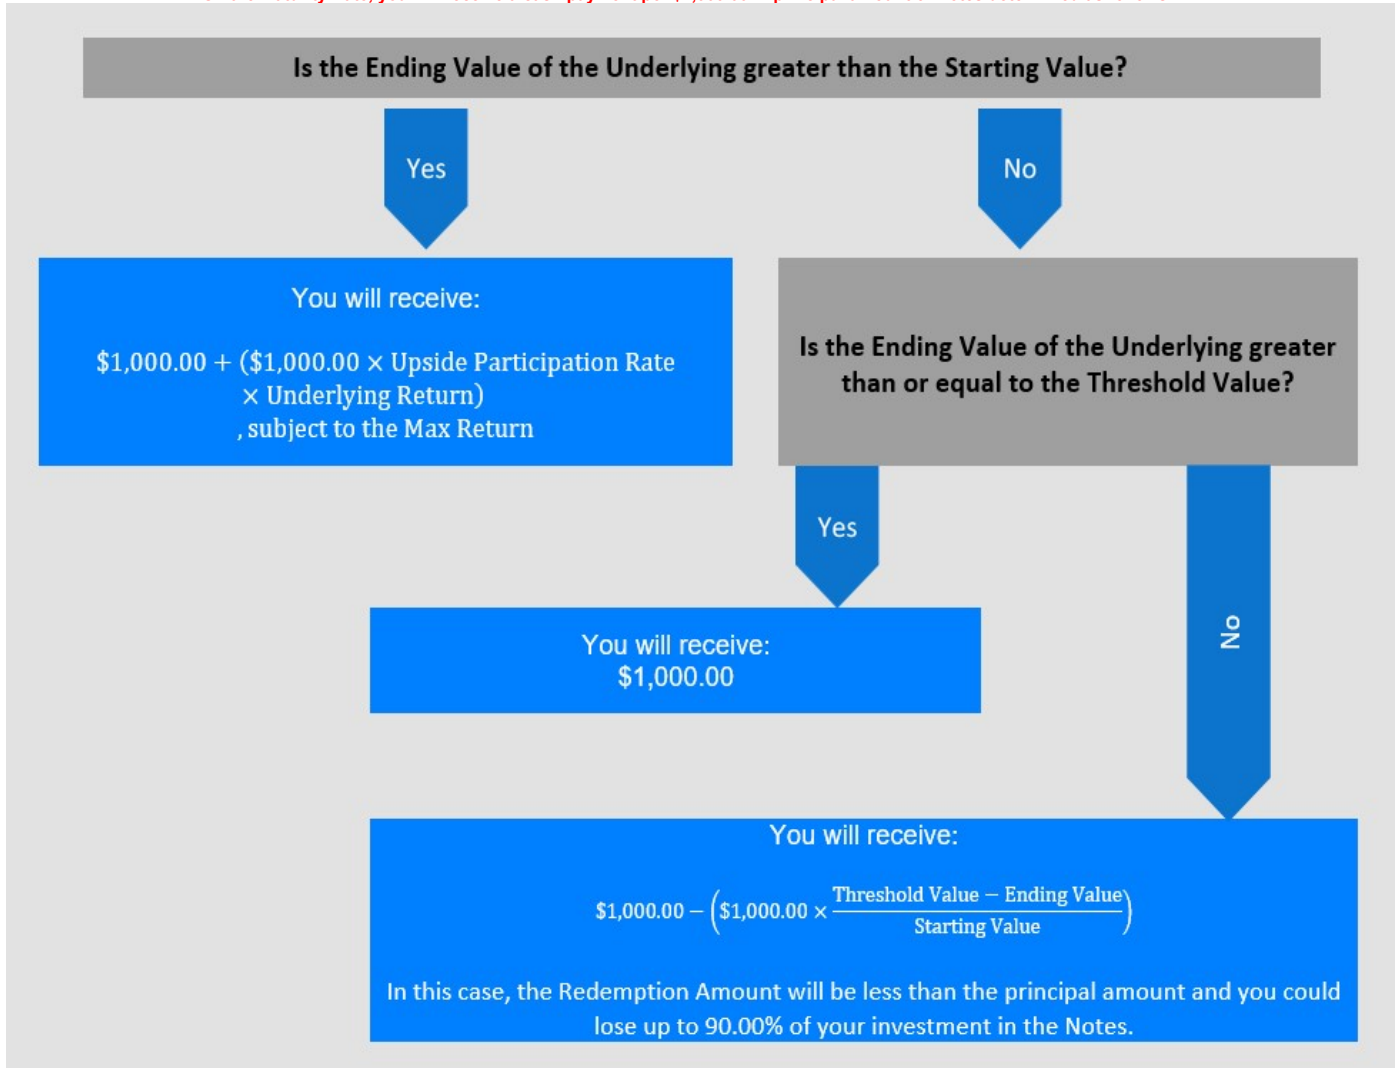 Is the Ending Value of the Underlying greater than the Starting Value?
Yes
No
You will receive:
$1,000.00 + ($1,000.00 × Upside Participation Rate
× Underlying Return)
, subject to the Max Return
Is the Ending Value of the Underlying greater
than or equal to the Threshold Value?
Yes
No
You will receive:
$1,000.00
You will receive:
$1,000.00 − ($1,000.00 × Threshold Value − Ending Value
Starting Value)
In this case, the Redemption Amount will be less than the principal amount and you could
lose up to 90.00% of your investment in the Notes.